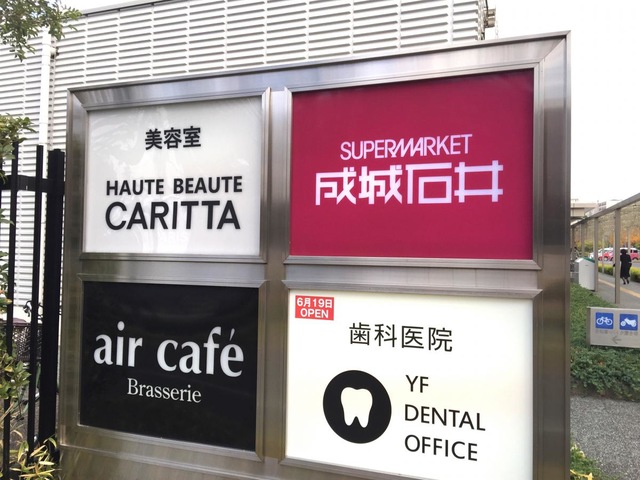 美容室
HAUTE BEAUTE
CARITTA
SUPERMARKET
成城石井
air café
Brasserie
6月19日
OPEN
歯科医院
YF
DENTAL
OFFICE